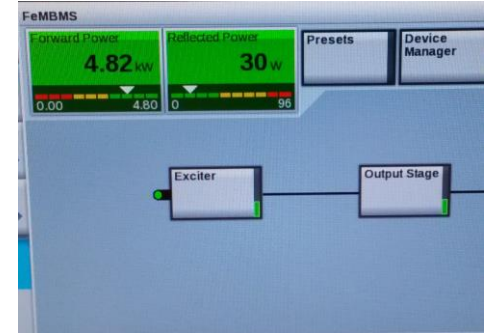 FeMBMS
Forward Power
4.82 kW
0.00 4.80
Reflected Power
30 W
0 96
Presets
Device
Manager
Exciter
Output Stage